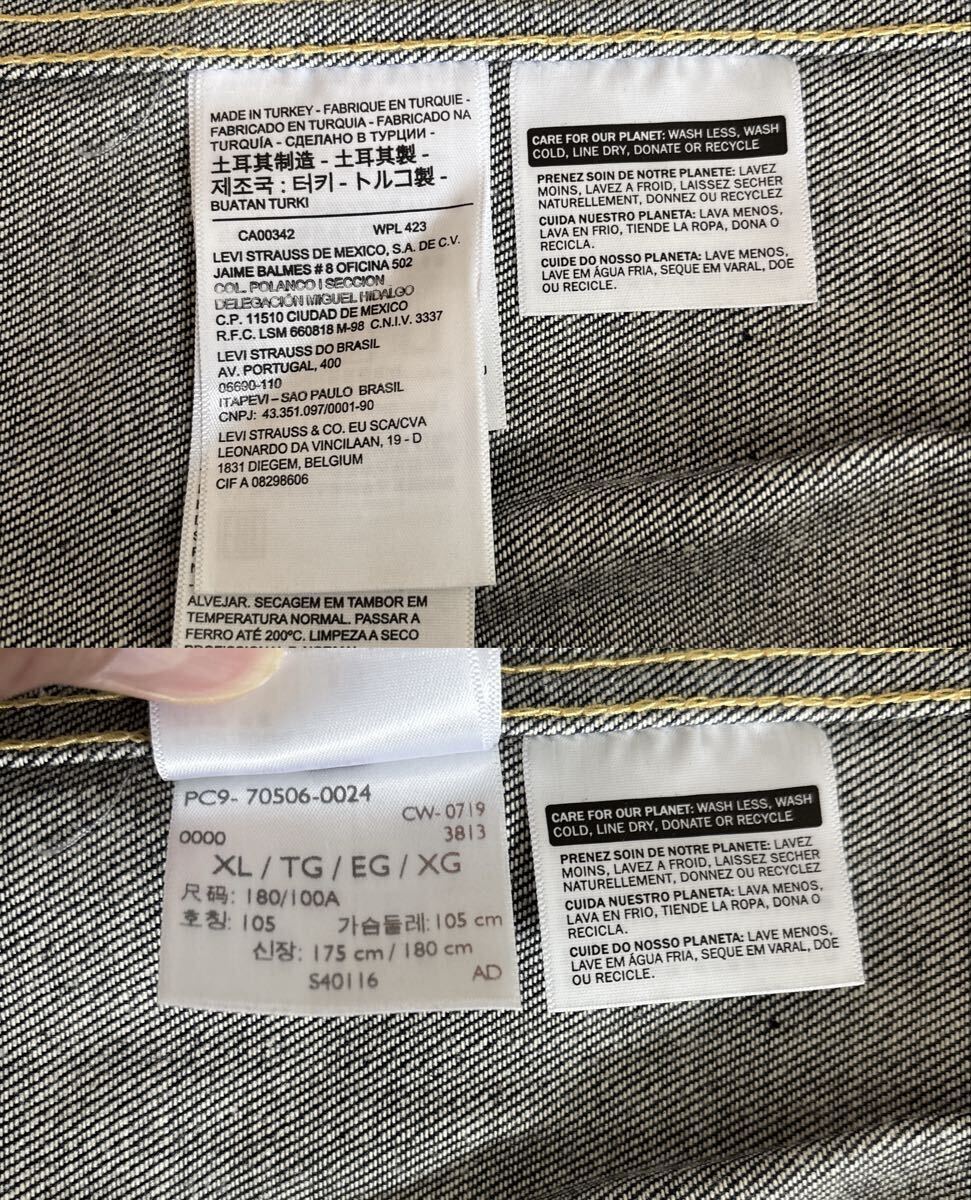 MADE IN TURKEY - FABRIQUE EN TURQUIE -
FABRICADO EN TURQUIA - FABRICADO NA
TURQUÍA - СДЕЛАНО В ТУРЦИИ -
土耳其制造 - 土耳其製 -
제조국 : 터키 - トルコ製 -
BUATAN TURKI
CA00342 WPL 423
LEVI STRAUSS DE MEXICO, S.A. DE C.V.
JAIME BALMES # 8 OFICINA 502
COL. POLANCO I SECCION
DELEGACIÓN MIGUEL HIDALGO
C.P. 11510 CIUDAD DE MEXICO
R.F.C. LSM 660818 M-98 C.N.I.V. 3337
LEVI STRAUSS DO BRASIL
AV. PORTUGAL, 400
06690-110
ITAPEVI – SAO PAULO BRASIL
CNPJ: 43.351.097/0001-90
LEVI STRAUSS & CO. EU SCA/CVA
LEONARDO DA VINCILAAN, 19 - D
1831 DIEGEM, BELGIUM
CIF A 08298606
ALVEJAR. SECAGEM EM TAMBOR EM
TEMPERATURA NORMAL. PASSAR A
FERRO ATÉ 200ºC. LIMPEZA A SECO
CARE FOR OUR PLANET: WASH LESS, WASH
COLD, LINE DRY, DONATE OR RECYCLE
PRENEZ SOIN DE NOTRE PLANETE: LAVEZ
MOINS, LAVEZ A FROID, LAISSEZ SECHER
NATURELLEMENT, DONNEZ OU RECYCLEZ
CUIDA NUESTRO PLANETA: LAVA MENOS,
LAVA EN FRIO, TIENDE LA ROPA, DONA O
RECICLA.
CUIDE DO NOSSO PLANETA: LAVE MENOS,
LAVE EM ÁGUA FRIA, SEQUE EM VARAL, DOE
OU RECICLE.
PC9- 70506-0024
CW- 0719
0000 3813
XL / TG / EG / XG
尺码: 180/100A
호칭: 105 가슴둘레: 105 cm
신장: 175 cm / 180 cm
S40116 AD
CARE FOR OUR PLANET: WASH LESS, WASH
COLD, LINE DRY, DONATE OR RECYCLE
PRENEZ SOIN DE NOTRE PLANETE: LAVEZ
MOINS, LAVEZ A FROID, LAISSEZ SECHER
NATURELLEMENT, DONNEZ OU RECYCLEZ
CUIDA NUESTRO PLANETA: LAVA MENOS,
LAVA EN FRIO, TIENDE LA ROPA, DONA O
RECICLA.
CUIDE DO NOSSO PLANETA: LAVE MENOS,
LAVE EM ÁGUA FRIA, SEQUE EM VARAL, DOE
OU RECICLE.